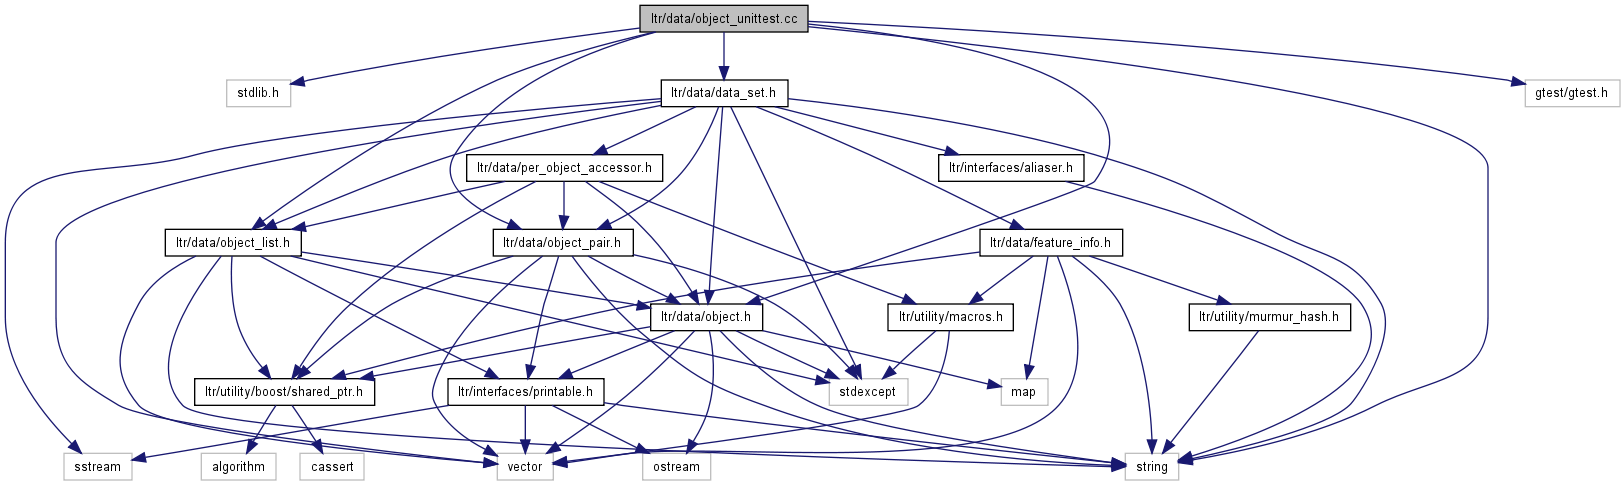 ltr/data/object_unittest.cc
stdlib.h
ltr/data/data_set.h
gtest/gtest.h
ltr/data/per_object_accessor.h
ltr/interfaces/aliaser.h
ltr/data/object_list.h
ltr/data/object_pair.h
ltr/data/feature_info.h
ltr/data/object.h
ltr/utility/macros.h
ltr/utility/murmur_hash.h
ltr/utility/boost/shared_ptr.h
ltr/interfaces/printable.h
stdexcept
map
sstream
algorithm
cassert
vector
ostream
string